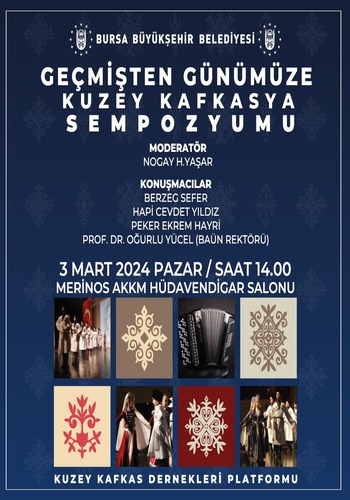 BURSA BÜYÜKŞEHİR BELEDİYESİ
GEÇMİŞTEN GÜNÜMÜZE
KUZEY KAFKASYA
SEMPOZYUMU
MODERATÖR
NOGAY H.YAŞAR
KONUŞMACILAR
BERZEG SEFER
HAPİ CEVDET YILDIZ
PEKER EKREM HAYRİ
PROF. DR. OĞURLU YÜCEL (BAÜN REKTÖRÜ)
3 MART 2024 PAZAR / SAAT 14.00
MERİNOS AKKM HÜDAVENDİGAR SALONU
KUZEY KAFKAS DERNEKLERİ PLATFORMU